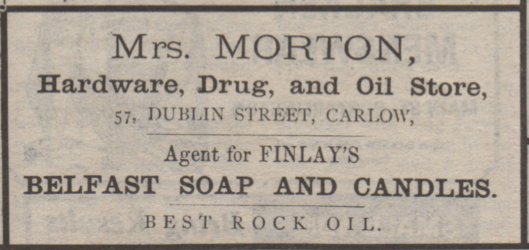 Mrs. MORTON,
Hardware, Drug, and Oil Store,
57, DUBLIN STREET, CARLOW,
Agent for FINLAY'S
BELFAST SOAP AND CANDLES.
BEST ROCK OIL.